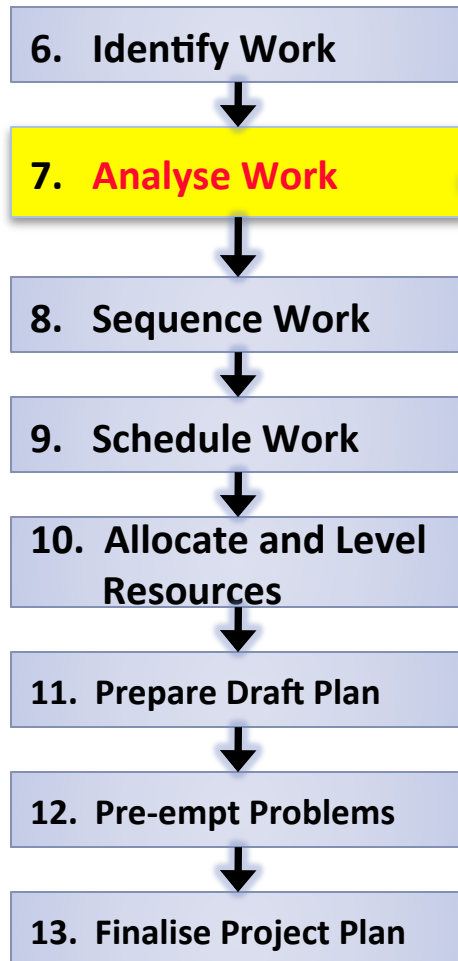 6. Identify Work
7. Analyse Work
8. Sequence Work
9. Schedule Work
10. Allocate and Level
Resources
11. Prepare Draft Plan
12. Pre-empt Problems
13. Finalise Project Plan